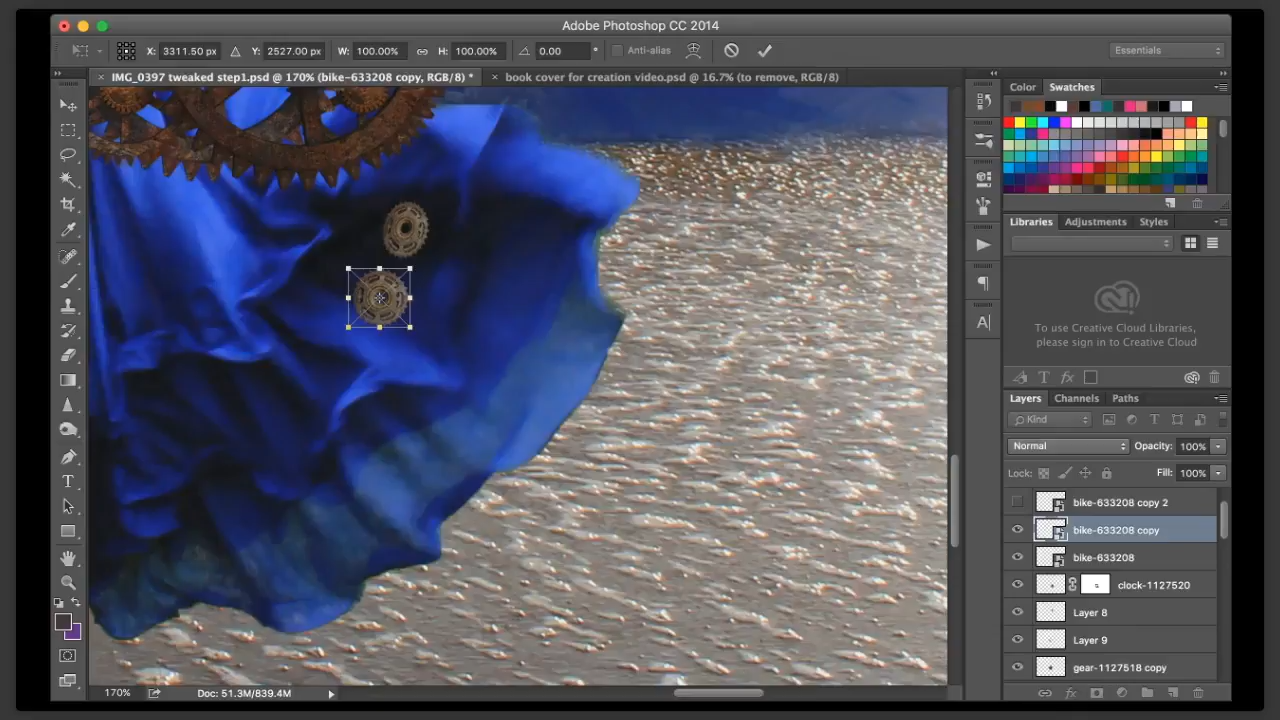 Adobe Photoshop CC 2014
X: 3311.50 px Y: 2527.00 px W: 100.00% H: 100.00% 0.00 ° Anti-alias Essentials
× IMG_0397 tweaked step1.psd @ 170% (bike-633208 copy, RGB/8) * × book cover for creation video.psd @ 16.7% (to remove, RGB/8)
Color Swatches
Libraries Adjustments Styles
To use Creative Cloud Libraries,
please sign in to Creative Cloud
Layers Channels Paths
Kind
Normal Opacity: 100%
Lock: Fill: 100%
bike-633208 copy 2
bike-633208 copy
bike-633208
clock-1127520
Layer 8
Layer 9
gear-1127518 copy
170% Doc: 51.3M/839.4M